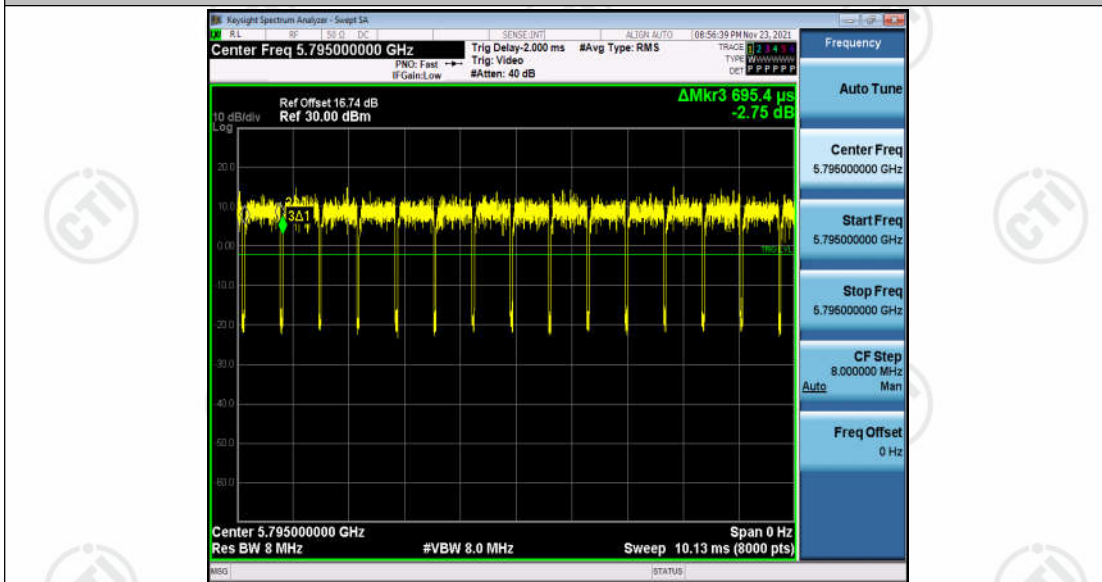 Keysight Spectrum Analyzer - Swept SA
RL RF 50 Ω DC SENSE:INT ALIGN AUTO 08:56:39 PM Nov 23, 2021
Center Freq 5.795000000 GHz
PNO: Fast
IFGain:Low
Trig Delay-2.000 ms
Trig: Video
#Atten: 40 dB
#Avg Type: RMS
TRACE 1 2 3 4 5 6
TYPE WWWWWW
DET P P P P P P
Ref Offset 16.74 dB
10 dB/div Ref 30.00 dBm
Log
ΔMkr3 695.4 µs
-2.75 dB
20.0
10.0
0.00
-10.0
-20.0
-30.0
-40.0
-50.0
-60.0
3Δ1
TRIG LVL
Center 5.795000000 GHz Span 0 Hz
Res BW 8 MHz #VBW 8.0 MHz Sweep 10.13 ms (8000 pts)
MSG STATUS
Frequency
Auto Tune
Center Freq
5.795000000 GHz
Start Freq
5.795000000 GHz
Stop Freq
5.795000000 GHz
CF Step
8.000000 MHz
Auto Man
Freq Offset
0 Hz
CTI
CTI